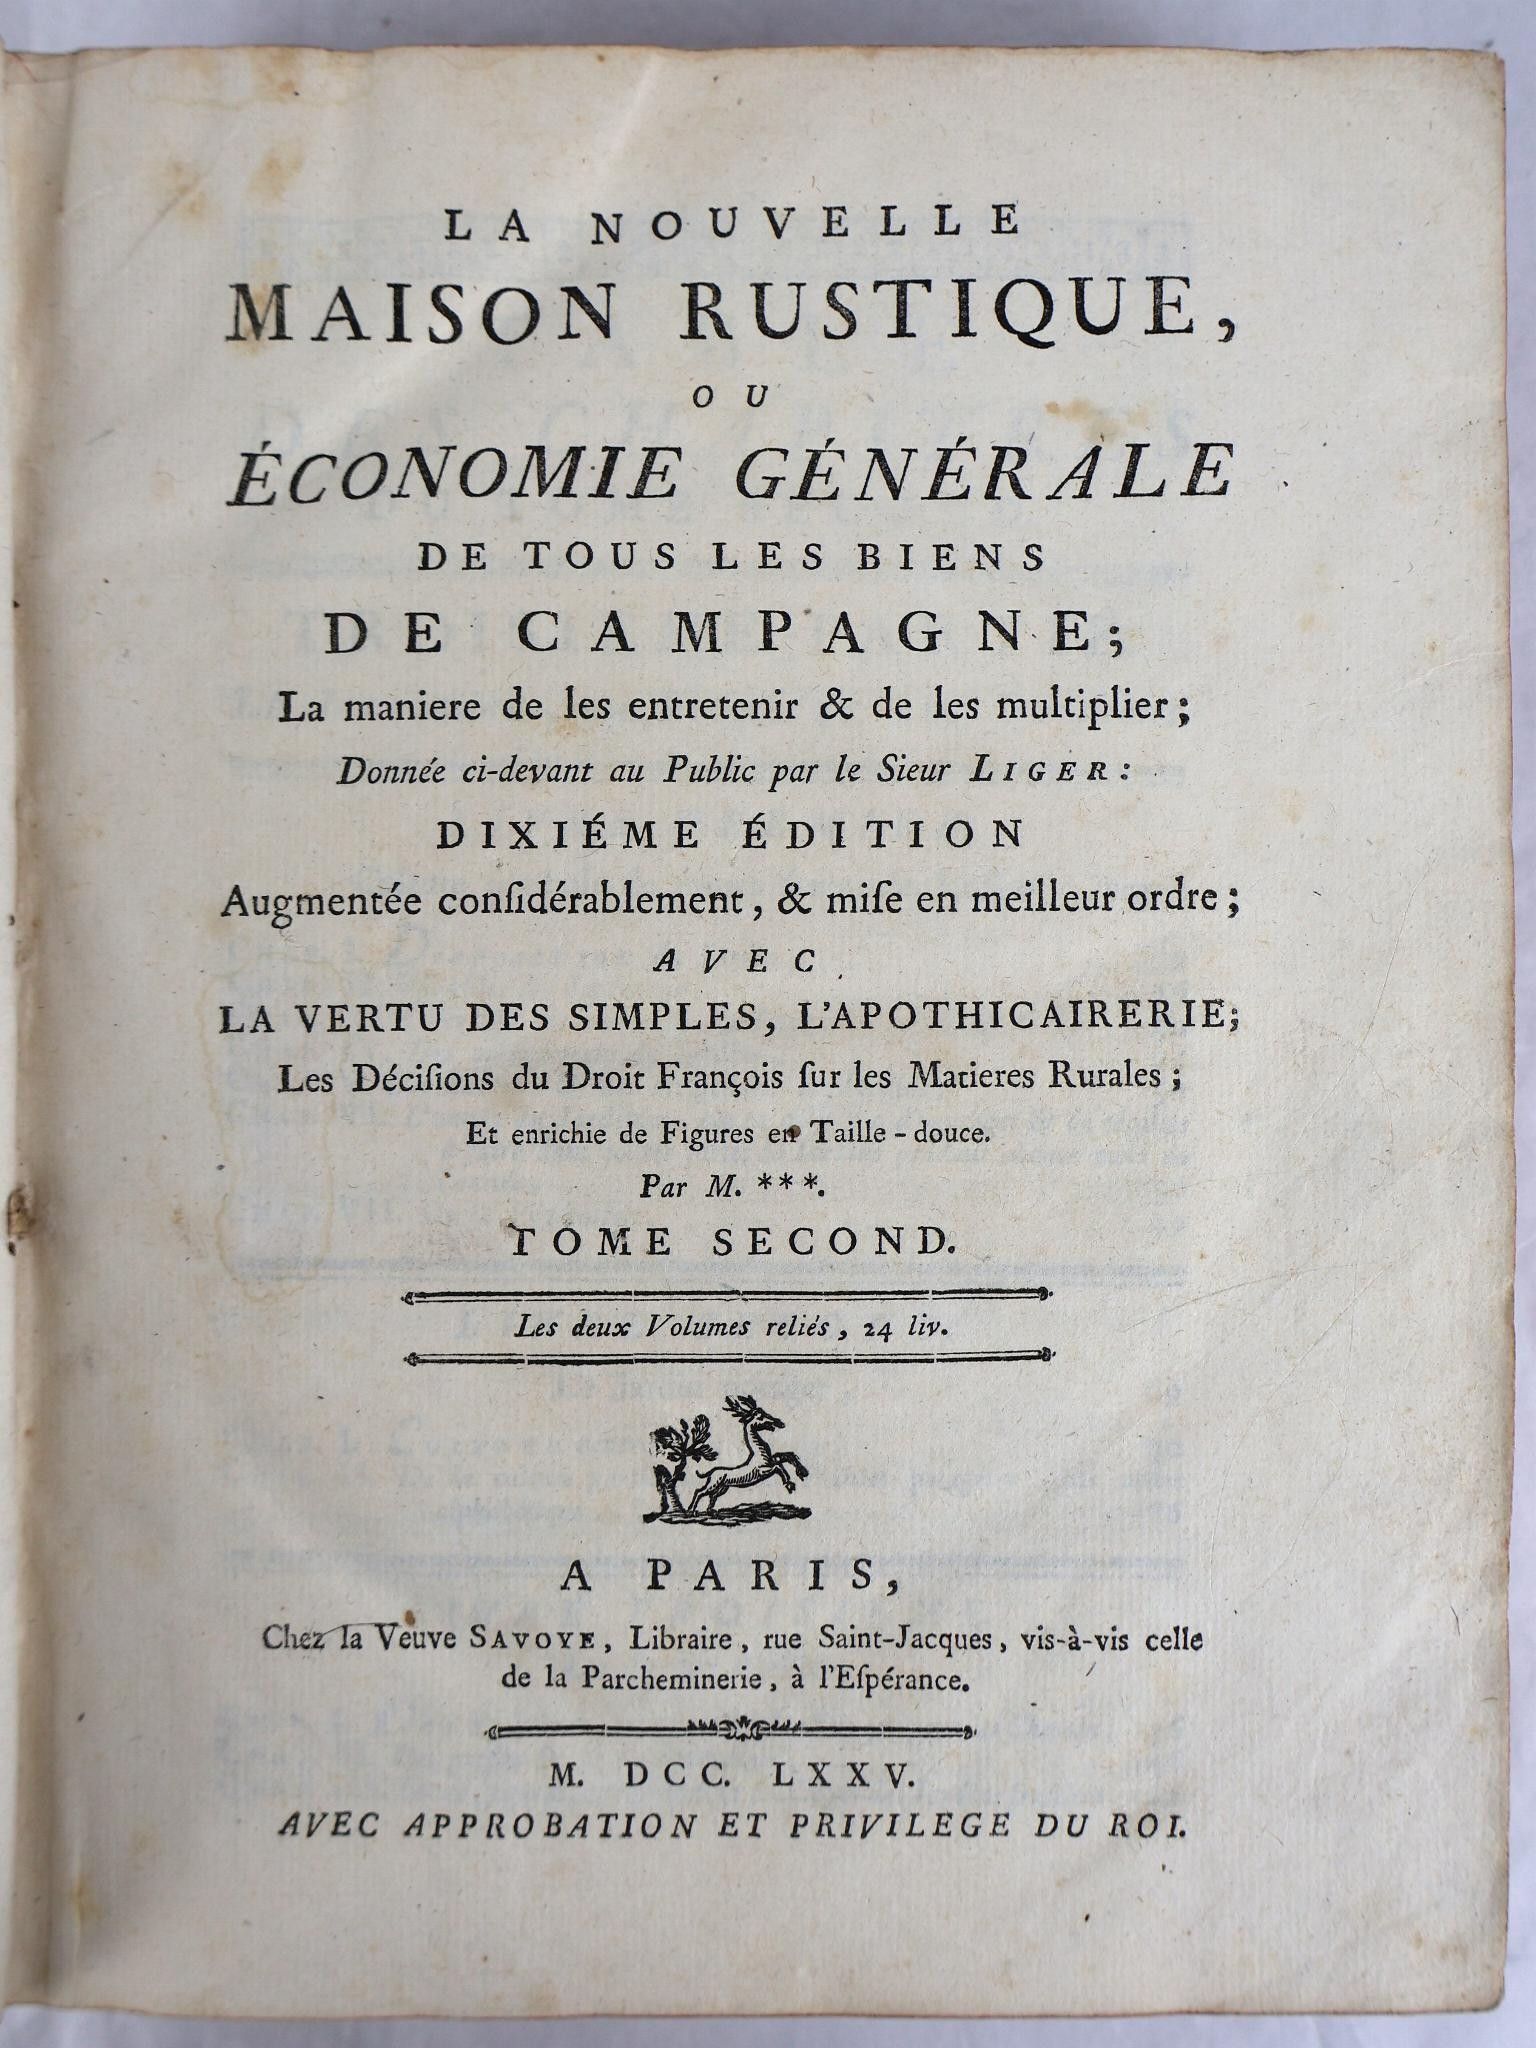 LA NOUVELLE
MAISON RUSTIQUE,
OU
ÉCONOMIE GÉNÉRALE
DE TOUS LES BIENS
DE CAMPAGNE;
La maniere de les entretenir & de les multiplier;
Donnée ci-devant au Public par le Sieur LIGER:
DIXIÉME ÉDITION
Augmentée conſidérablement, & miſe en meilleur ordre;
AVEC
LA VERTU DES SIMPLES, L'APOTHICAIRERIE;
Les Déciſions du Droit François ſur les Matieres Rurales;
Et enrichie de Figures en Taille-douce.
Par M. ***.
TOME SECOND.
Les deux Volumes reliés, 24 liv.
A PARIS,
Chez la Veuve SAVOYE, Libraire, rue Saint-Jacques, vis-à-vis celle
de la Parcheminerie, à l'Eſpérance.
M. DCC. LXXV.
AVEC APPROBATION ET PRIVILEGE DU ROI.